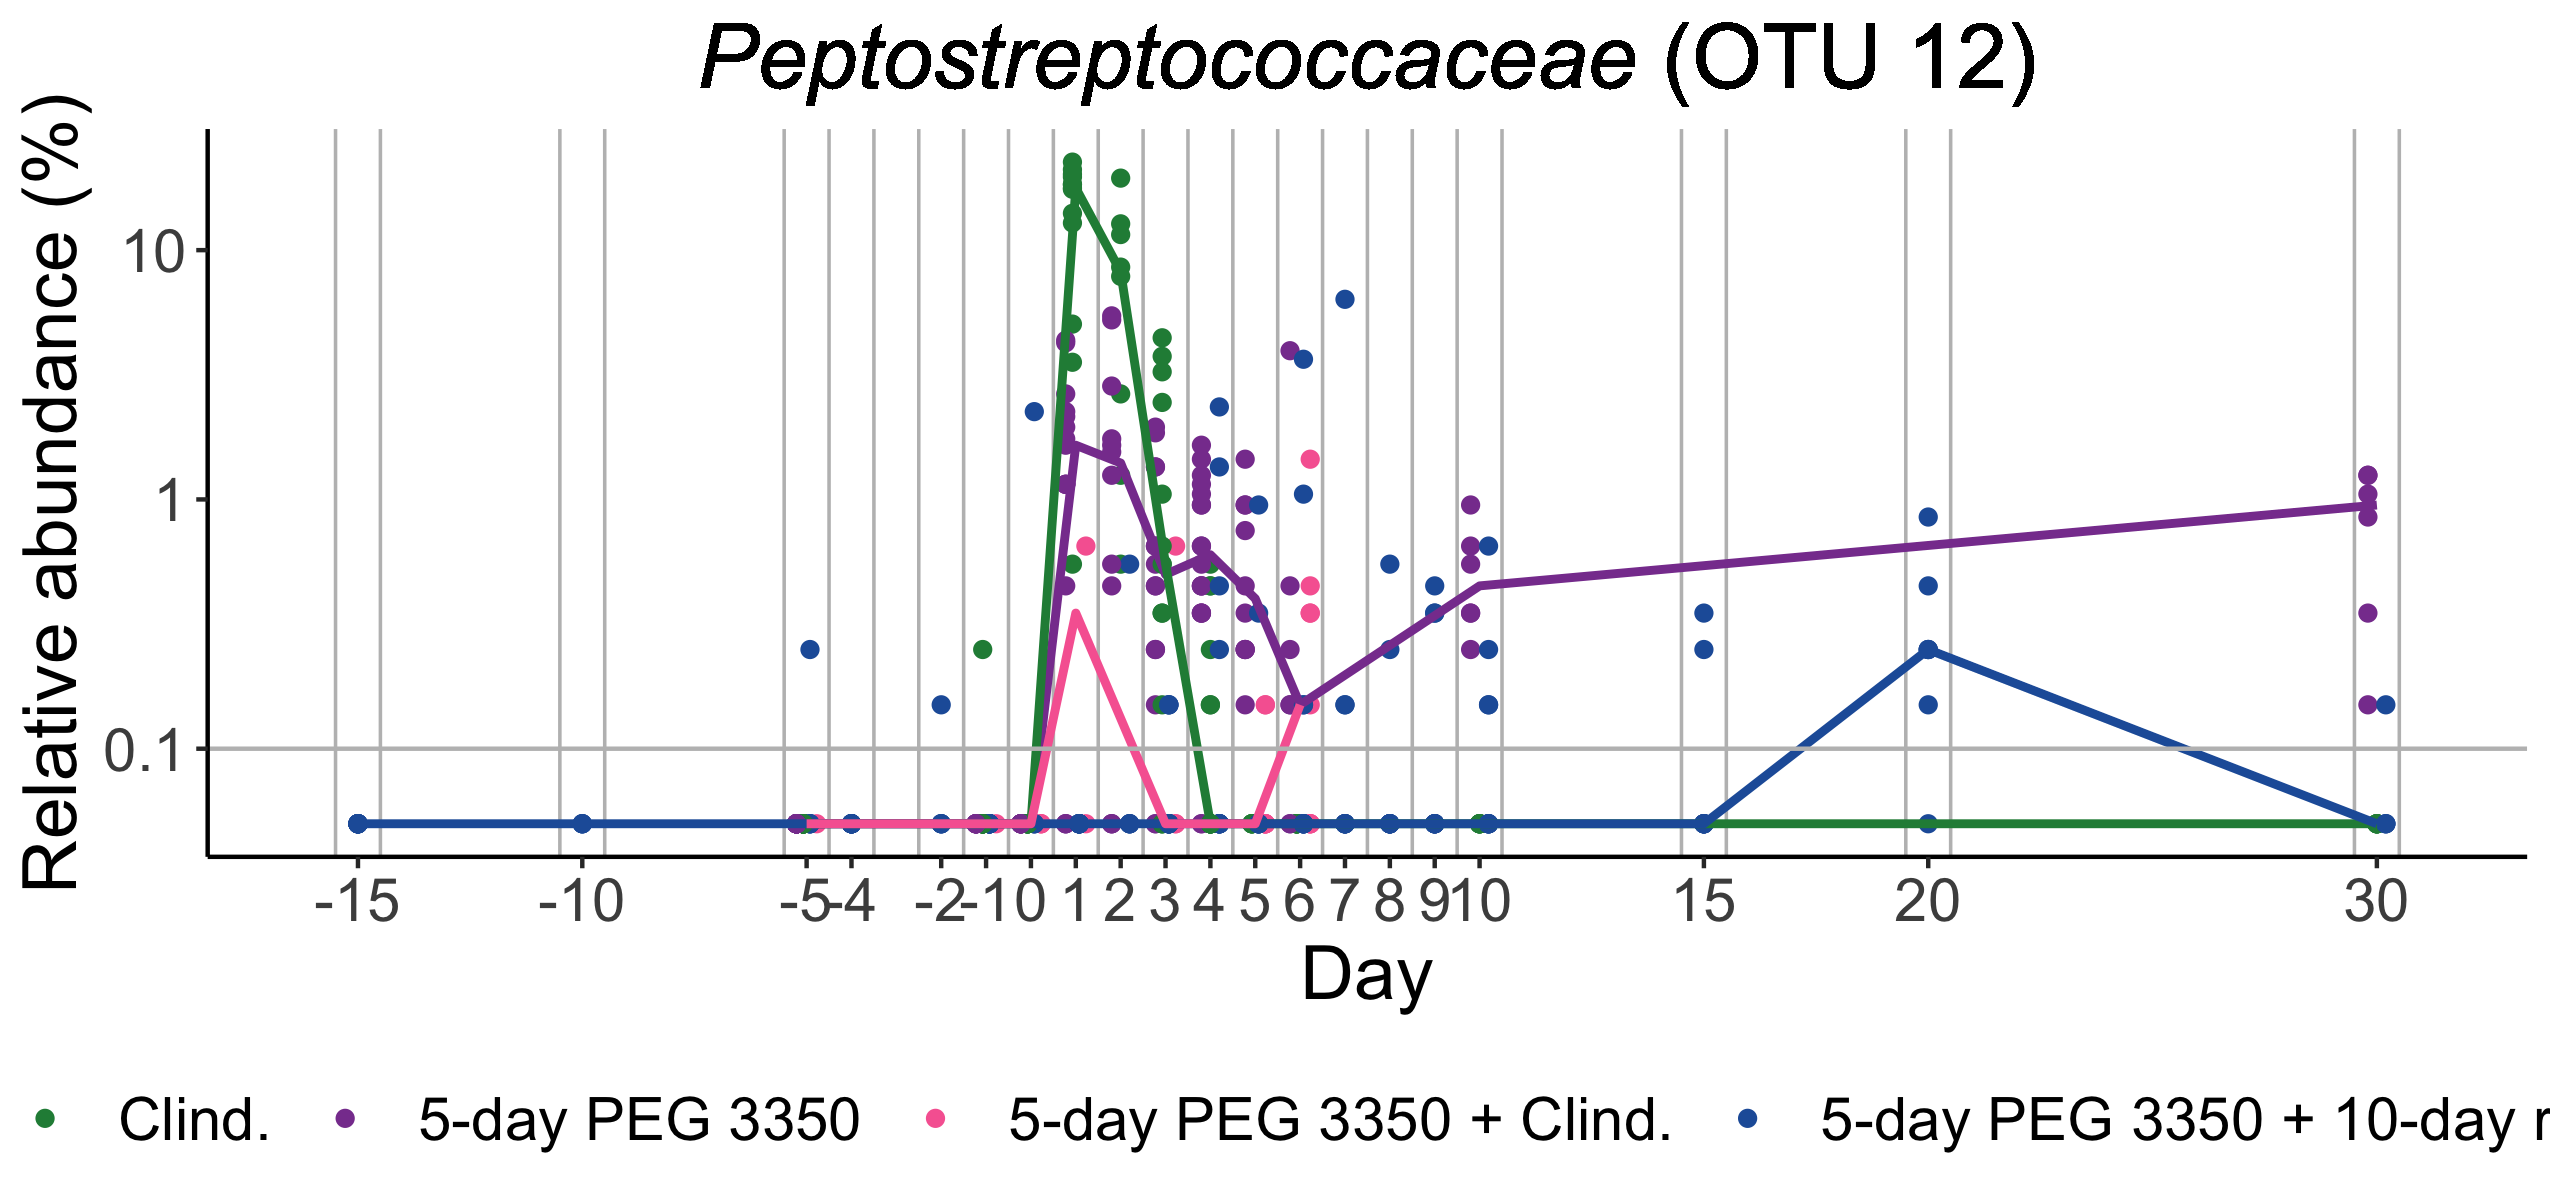 Peptostreptococcaceae (OTU 12)
Relative abundance (%)
10
1
0.1
-15 -10 -5 -4 -2 -1 0 1 2 3 4 5 6 7 8 9 10 15 20 30
Day
Clind. 5-day PEG 3350 5-day PEG 3350 + Clind. 5-day PEG 3350 + 10-day r